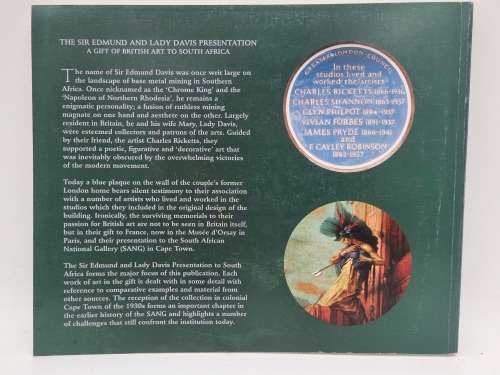 THE SIR EDMUND AND LADY DAVIS PRESENTATION
A GIFT OF BRITISH ART TO SOUTH AFRICA
The name of Sir Edmund Davis was once writ large on
the landscape of base metal mining in Southern
Africa. Once nicknamed as the 'Chrome King' and the
'Napoleon of Northern Rhodesia', he remains a
enigmatic personality; a fusion of ruthless mining
magnate on one hand and aesthete on the other. Largely
resident in Britain, he and his wife Mary, Lady Davis,
were esteemed collectors and patrons of the arts. Guided
by their friend, the artist Charles Ricketts, they
supported a poetic, figurative and 'decorative' art that
was inevitably obscured by the overwhelming victories
of the modern movement.
Today a blue plaque on the wall of the couple's former
London home bears silent testimony to their association
with a number of artists who lived and worked in the
studios which they included in the original design of the
building. Ironically, the surviving memorials to their
passion for British art are not to be seen in Britain itself,
but in their gift to France, now in the Musée d'Orsay in
Paris, and their presentation to the South African
National Gallery (SANG) in Cape Town.
The Sir Edmund and Lady Davis Presentation to South
Africa forms the major focus of this publication. Each
work of art in the gift is dealt with in some detail with
reference to comparative examples and material from
other sources. The reception of the collection in colonial
Cape Town of the 1930s forms an important chapter in
the earlier history of the SANG and highlights a number
of challenges that still confront the institution today.
GREATER LONDON COUNCIL
In these
studios lived and
worked the artists
CHARLES RICKETTS 1866-1931
CHARLES SHANNON 1863-1937
GLYN PHILPOT 1884-1937
VIVIAN FORBES 1891-1937
JAMES PRYDE 1866-1941
and
F. CAYLEY ROBINSON
1862-1927